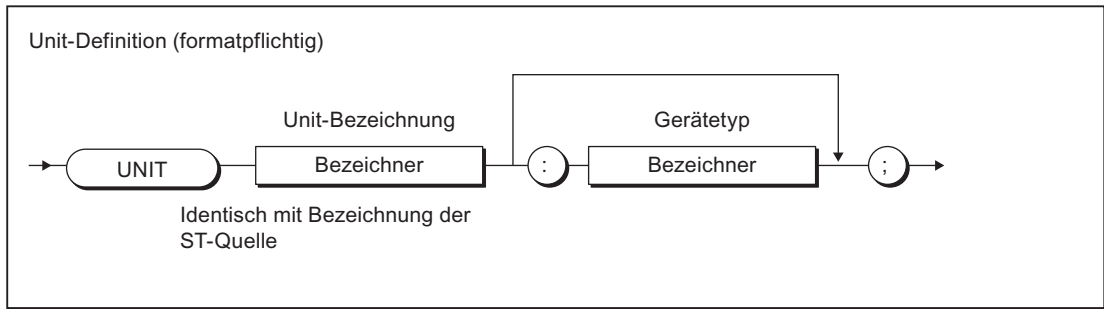 Unit-Definition (formatpflichtig)
Unit-Bezeichnung
Gerätetyp
UNIT
Bezeichner
:
Bezeichner
;
Identisch mit Bezeichnung der
ST-Quelle